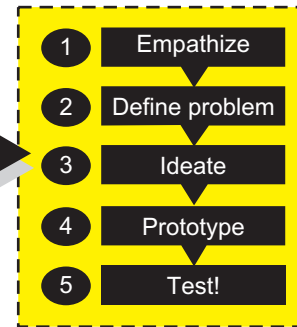 1 Empathize
2 Define problem
3 Ideate
4 Prototype
5 Test!